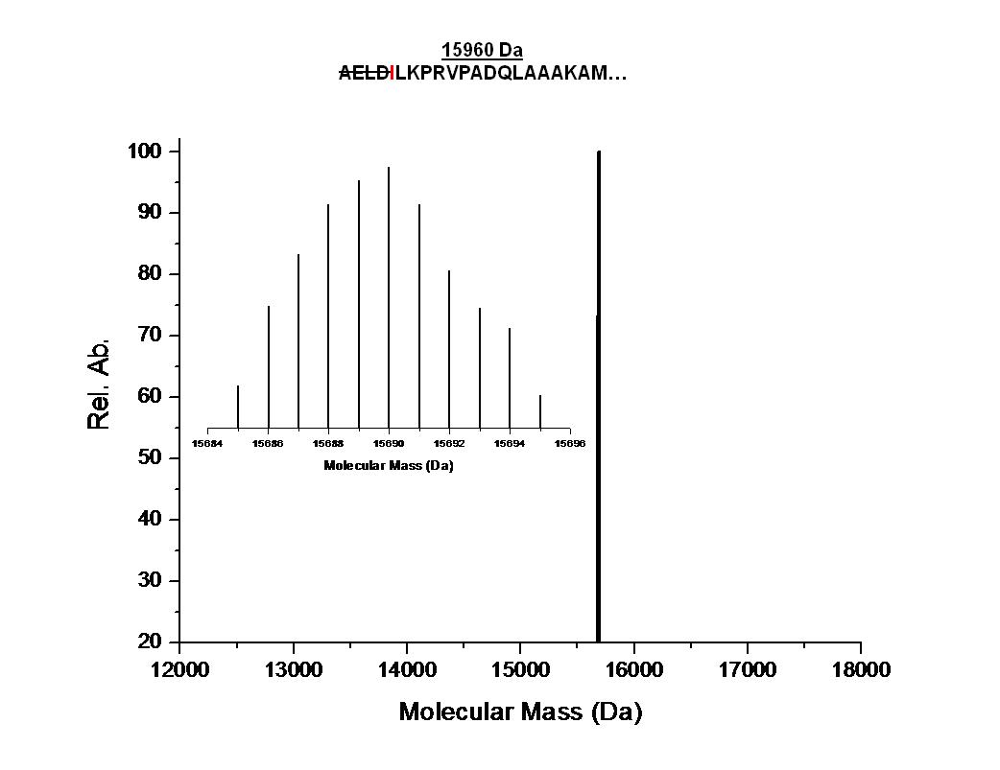 15960 Da
AELDILKPRVPADQLAAAKAM...
100
90
80
70
60
50
40
30
20
Rel. Ab.
15684 15686 15688 15690 15692 15694 15696
Molecular Mass (Da)
12000 13000 14000 15000 16000 17000 18000
Molecular Mass (Da)